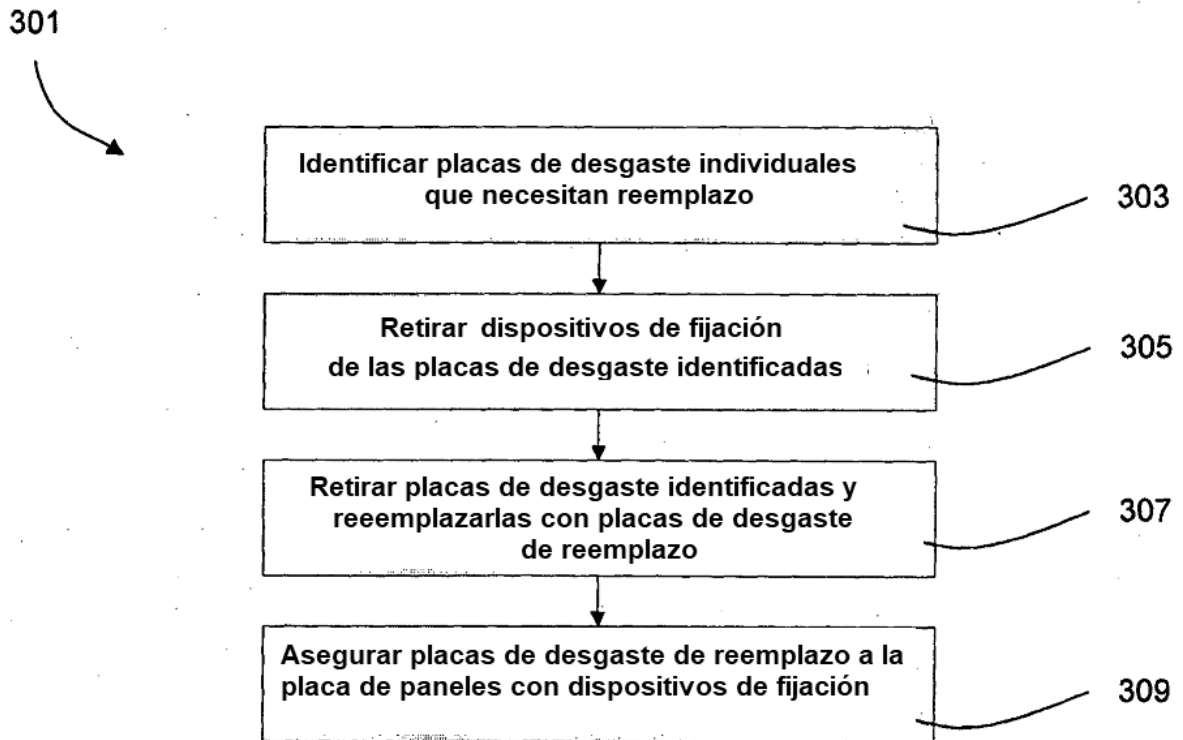 301
Identificar placas de desgaste individuales
que necesitan reemplazo
303
Retirar dispositivos de fijación
de las placas de desgaste identificadas
305
Retirar placas de desgaste identificadas y
reeemplazarlas con placas de desgaste
de reemplazo
307
Asegurar placas de desgaste de reemplazo a la
placa de paneles con dispositivos de fijación
309